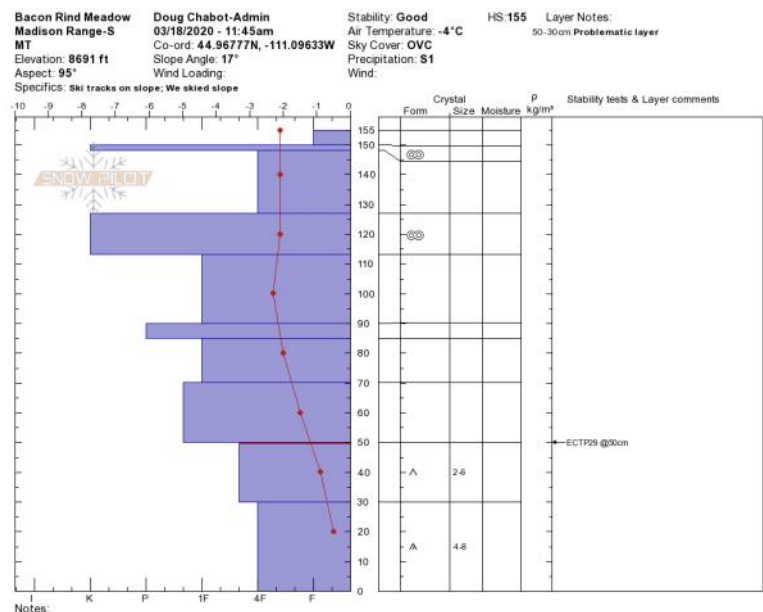 Bacon Rind Meadow
Madison Range-S
MT
Elevation: 8691 ft
Aspect: 95°
Specifics: Ski tracks on slope; We skied slope
Doug Chabot-Admin
03/18/2020 - 11:45am
Co-ord: 44.96777N, -111.09633W
Slope Angle: 17°
Wind Loading:
Stability: Good
Air Temperature: -4°C
Sky Cover: OVC
Precipitation: S1
Wind:
HS:155
Layer Notes:
50-30cm:Problematic layer
-10 -9 -8 -7 -6 -5 -4 -3 -2 -1 0
Crystal
Form Size Moisture
ρ
kg/m³
Stability tests & Layer comments
SNOW PILOT
155
150
140
130
120
110
100
90
80
70
60
50
ECTP29 @50cm
40
2-6
30
20
4-8
10
0
I K P 1F 4F F
Notes: